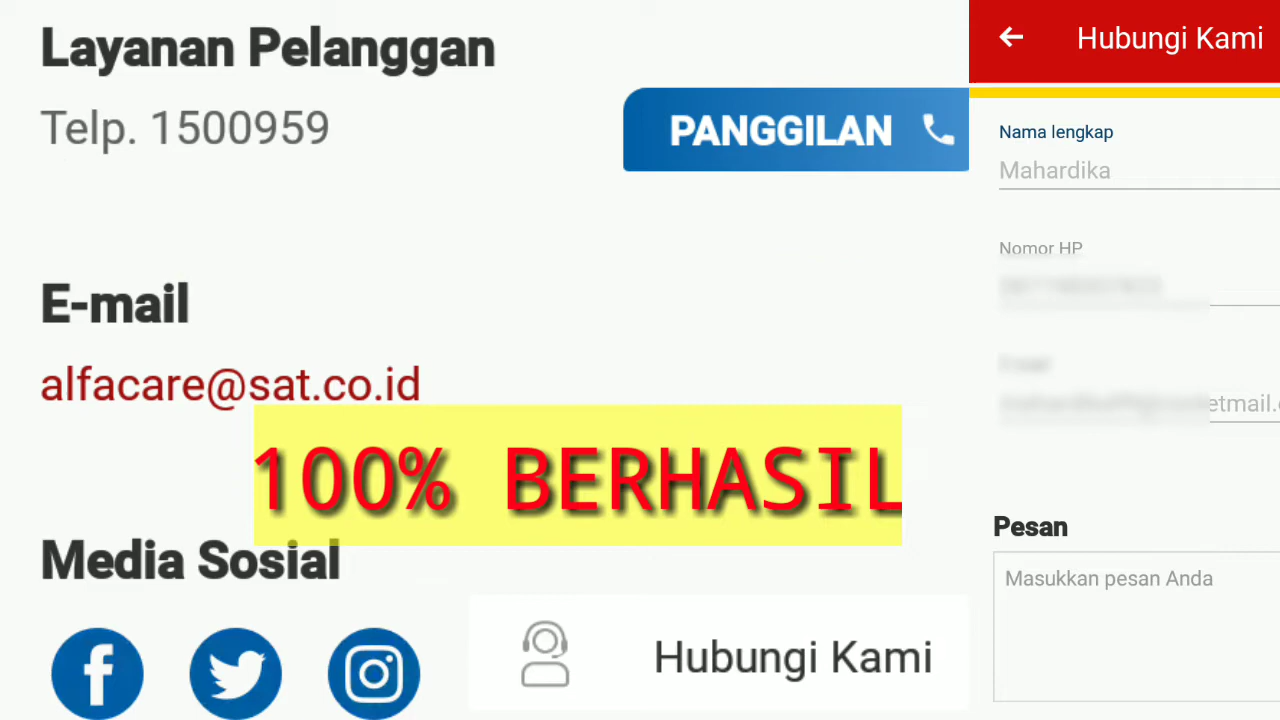 Layanan Pelanggan
Telp. 1500959
PANGGILAN
E-mail
alfacare@sat.co.id
100% BERHASIL
Media Sosial
Hubungi Kami
Hubungi Kami
Nama lengkap
Mahardika
Nomor HP
etmail.
Pesan
Masukkan pesan Anda